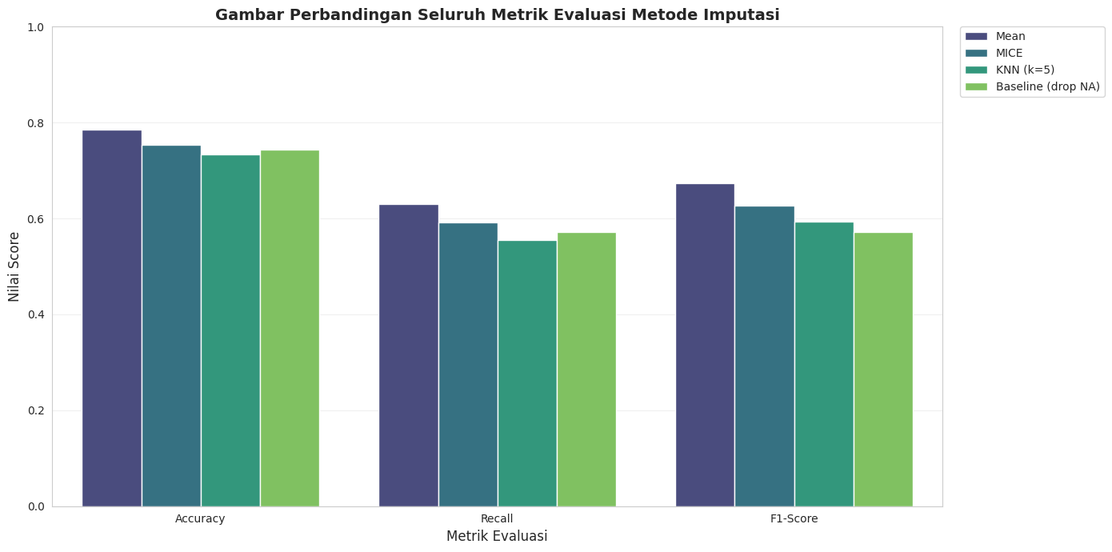 Gambar Perbandingan Seluruh Metrik Evaluasi Metode Imputasi
Mean
MICE
KNN (k=5)
Baseline (drop NA)
Nilai Score
1.0
0.8
0.6
0.4
0.2
0.0
Accuracy
Recall
F1-Score
Metrik Evaluasi